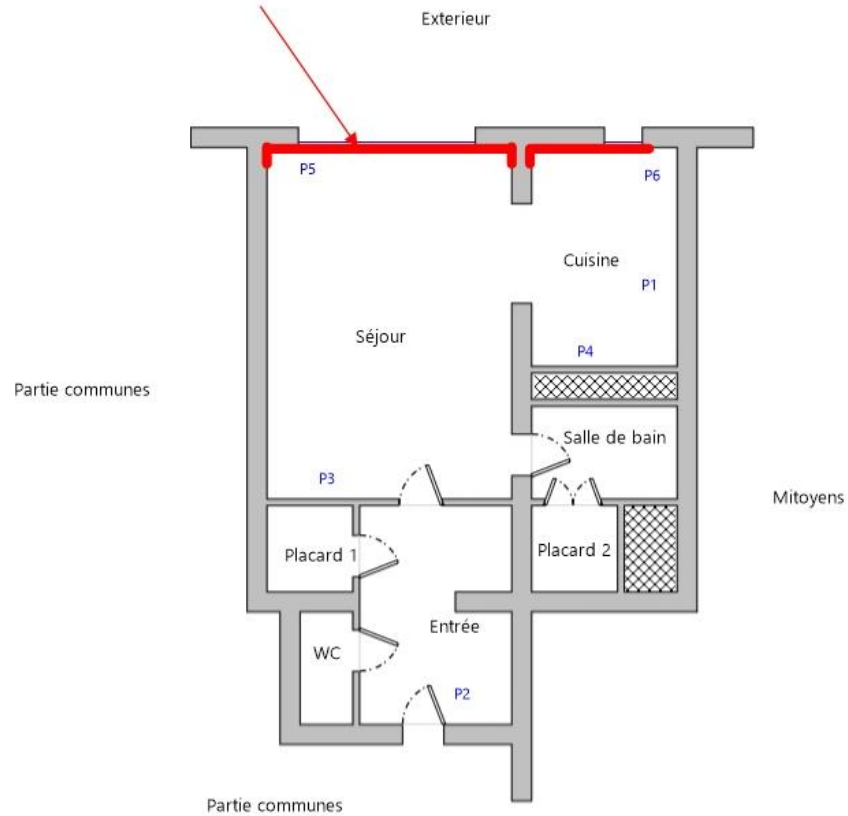 Exterieur
P5
P6
Cuisine
P1
Séjour
P4
Partie communes
Salle de bain
P3
Mitoyens
Placard 1
Placard 2
Entrée
WC
P2
Partie communes